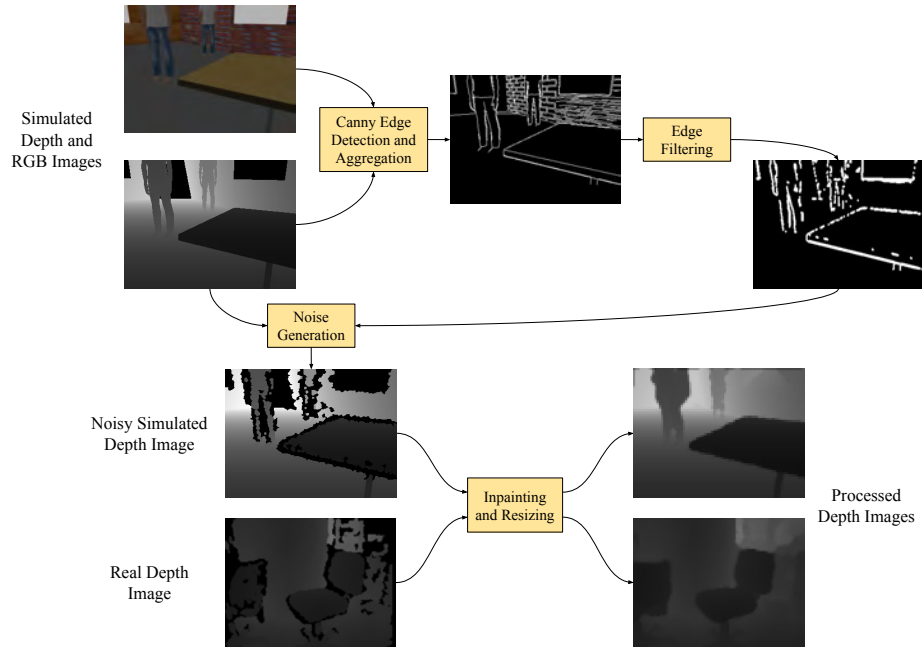 Simulated
Depth and
RGB Images
Canny Edge
Detection and
Aggregation
Edge
Filtering
Noise
Generation
Noisy Simulated
Depth Image
Inpainting
and Resizing
Processed
Depth Images
Real Depth
Image